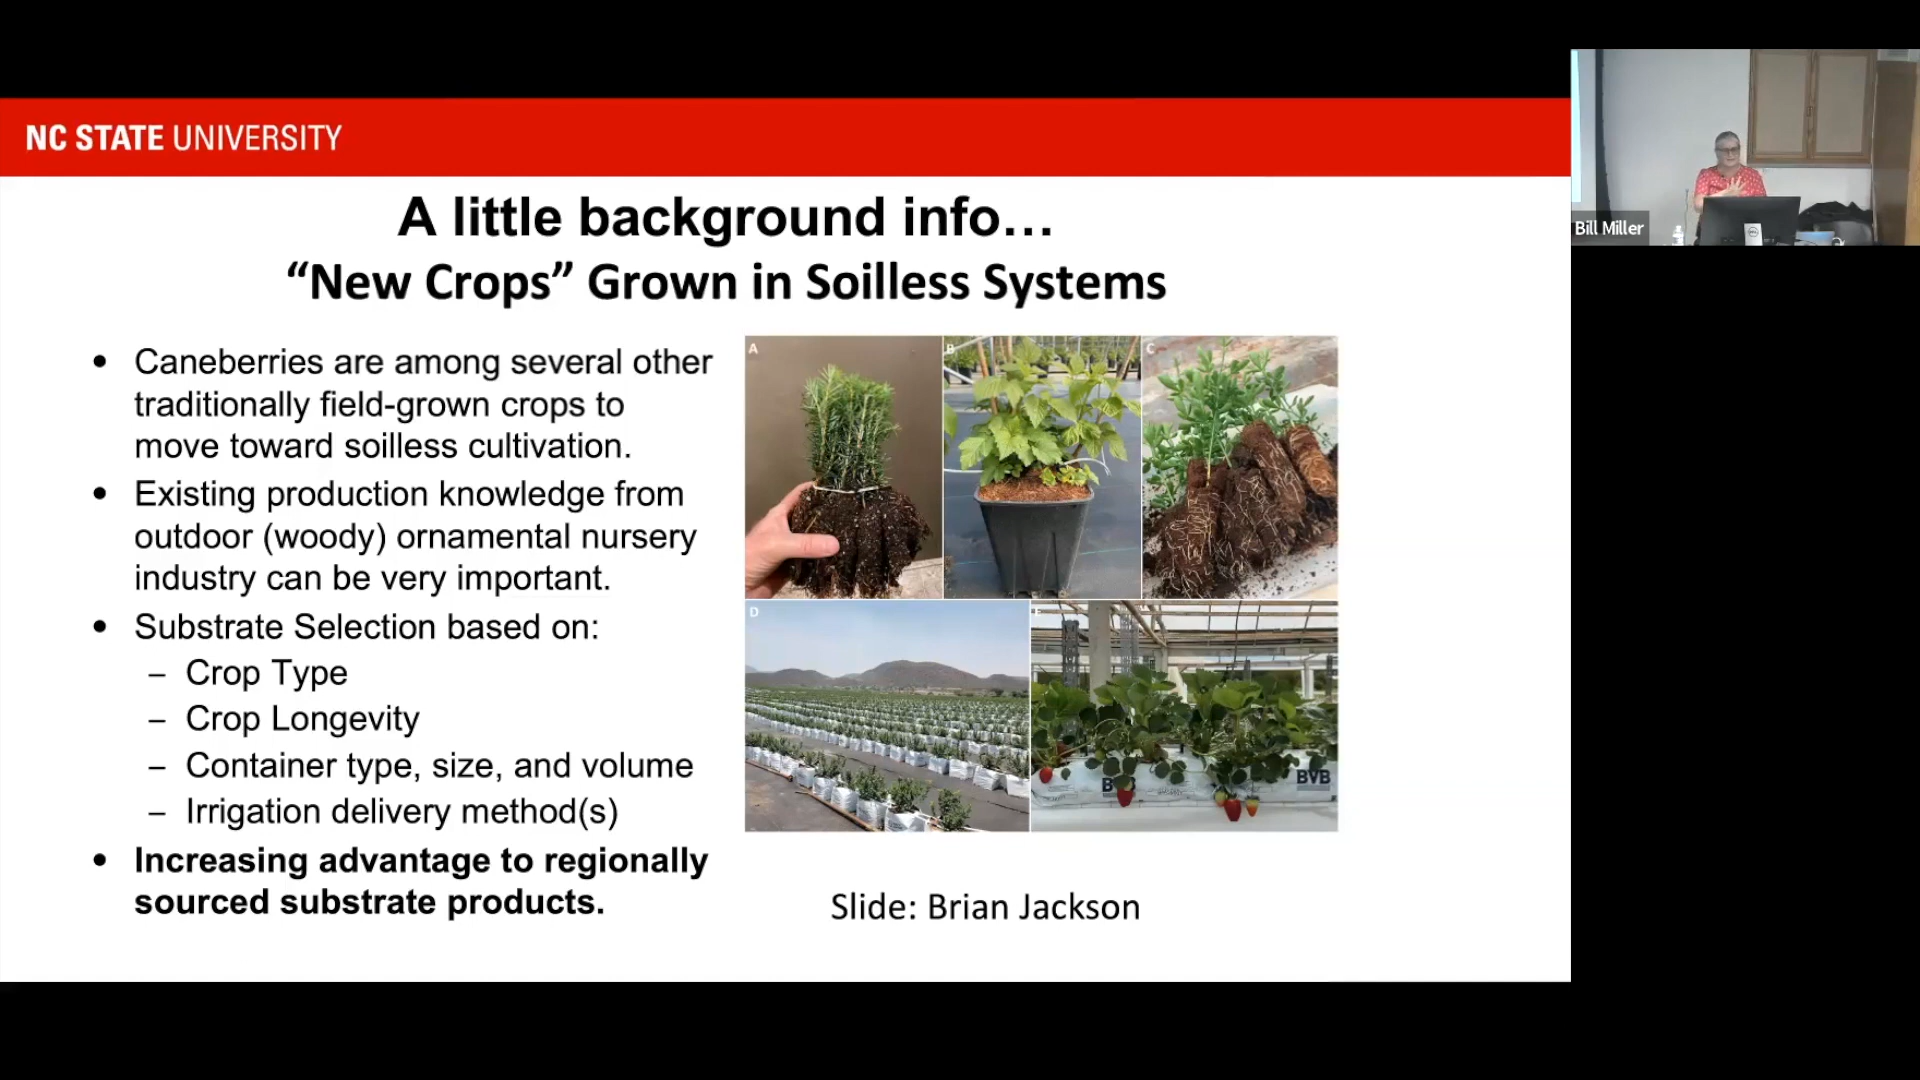 NC STATE UNIVERSITY
A little background info…
“New Crops” Grown in Soilless Systems
• Caneberries are among several other
traditionally field-grown crops to
move toward soilless cultivation.
• Existing production knowledge from
outdoor (woody) ornamental nursery
industry can be very important.
• Substrate Selection based on:
– Crop Type
– Crop Longevity
– Container type, size, and volume
– Irrigation delivery method(s)
• Increasing advantage to regionally
sourced substrate products.
A
B
C
D
BVB
Slide: Brian Jackson
Bill Miller